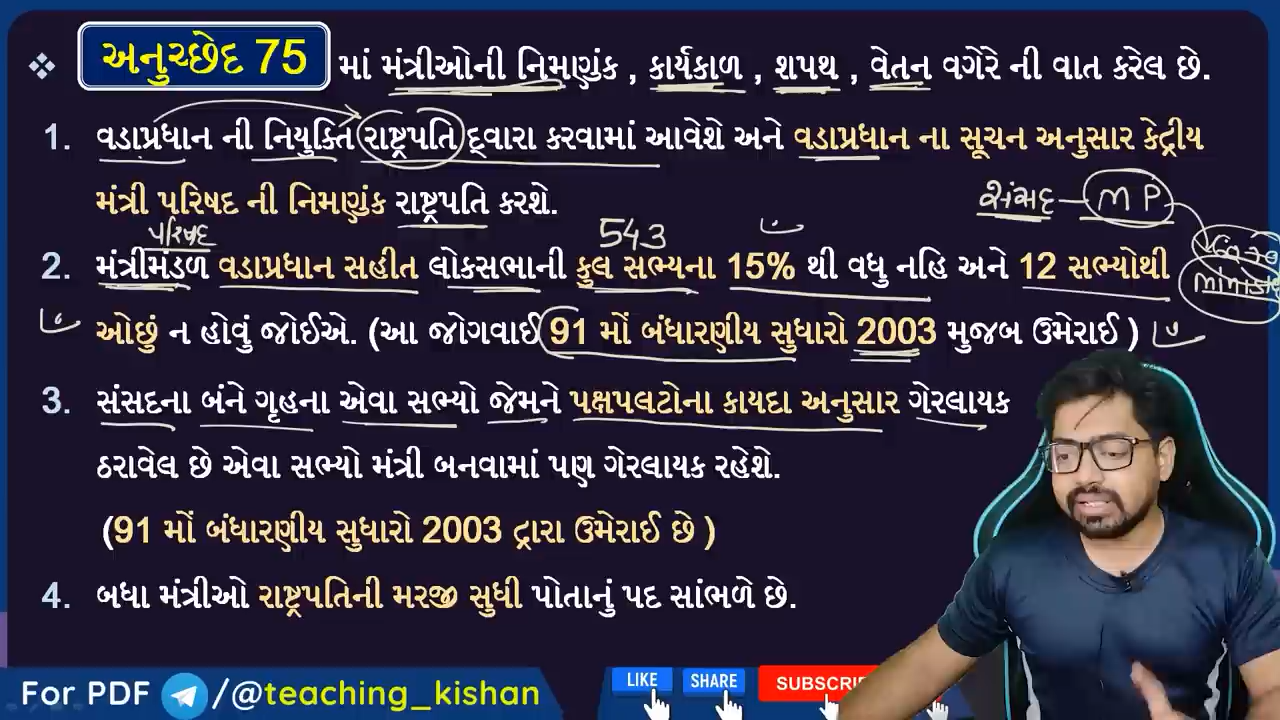 ❖ અનુચ્છેદ 75 માં મંત્રીઓની નિમણુંક , કાર્યકાળ , શપથ , વેતન વગેરે ની વાત કરેલ છે.
1. વડાપ્રધાન ની નિયુક્તિ રાષ્ટ્રપતિ દ્વારા કરવામાં આવેશે અને વડાપ્રધાન ના સૂચન અનુસાર કેટ્રીય
મંત્રી પરિષદ ની નિમણુંક રાષ્ટ્રપતિ કરશે.
સંસદ – MP
પરિષદ
543
2. મંત્રીમંડળ વડાપ્રધાન સહીત લોકસભાની કુલ સભ્યના 15% થી વધુ નહિ અને 12 સભ્યોથી
ઓછું ન હોવું જોઈએ. (આ જોગવાઈ 91 મોં બંધારણીય સુધારો 2003 મુજબ ઉમેરાઈ )
3. સંસદના બંને ગૃહના એવા સભ્યો જેમને પક્ષપલટોના કાયદા અનુસાર ગેરલાયક
ઠરાવેલ છે એવા સભ્યો મંત્રી બનવામાં પણ ગેરલાયક રહેશે.
(91 મોં બંધારણીય સુધારો 2003 ટ્રારા ઉમેરાઈ છે )
4. બધા મંત્રીઓ રાષ્ટ્રપતિની મરજી સુધી પોતાનું પદ સાંભળે છે.
For PDF /@teaching_kishan
LIKE SHARE